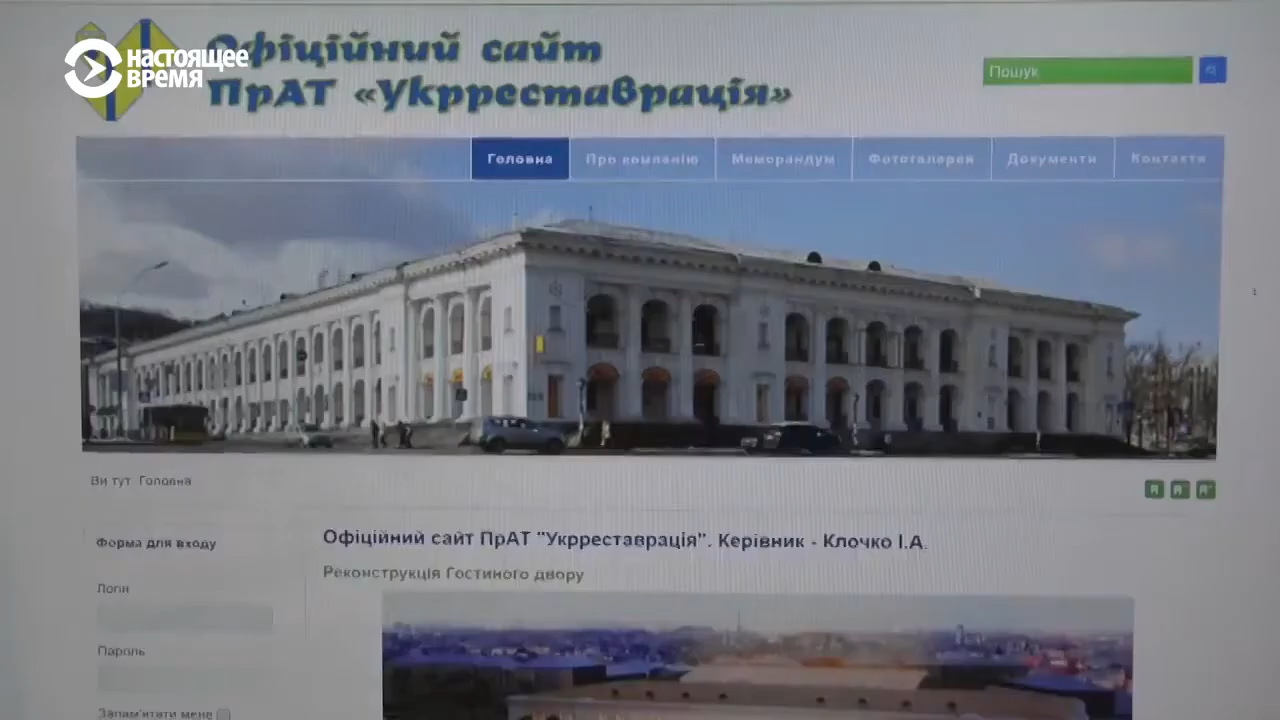 НАСТОЯЩЕЕ
ВРЕМЯ
Офіційний сайт
ПрАТ «Укрреставрація»
Пошук
Головна
Про компанію
Меморандум
Фотогалерея
Документи
Контакти
Ви тут: Головна
Форма для входу
Логін
Пароль
Запам'ятати мене
Офіційний сайт ПрАТ "Укрреставрація". Керівник - Клочко І.А.
Реконструкція Гостиного двору